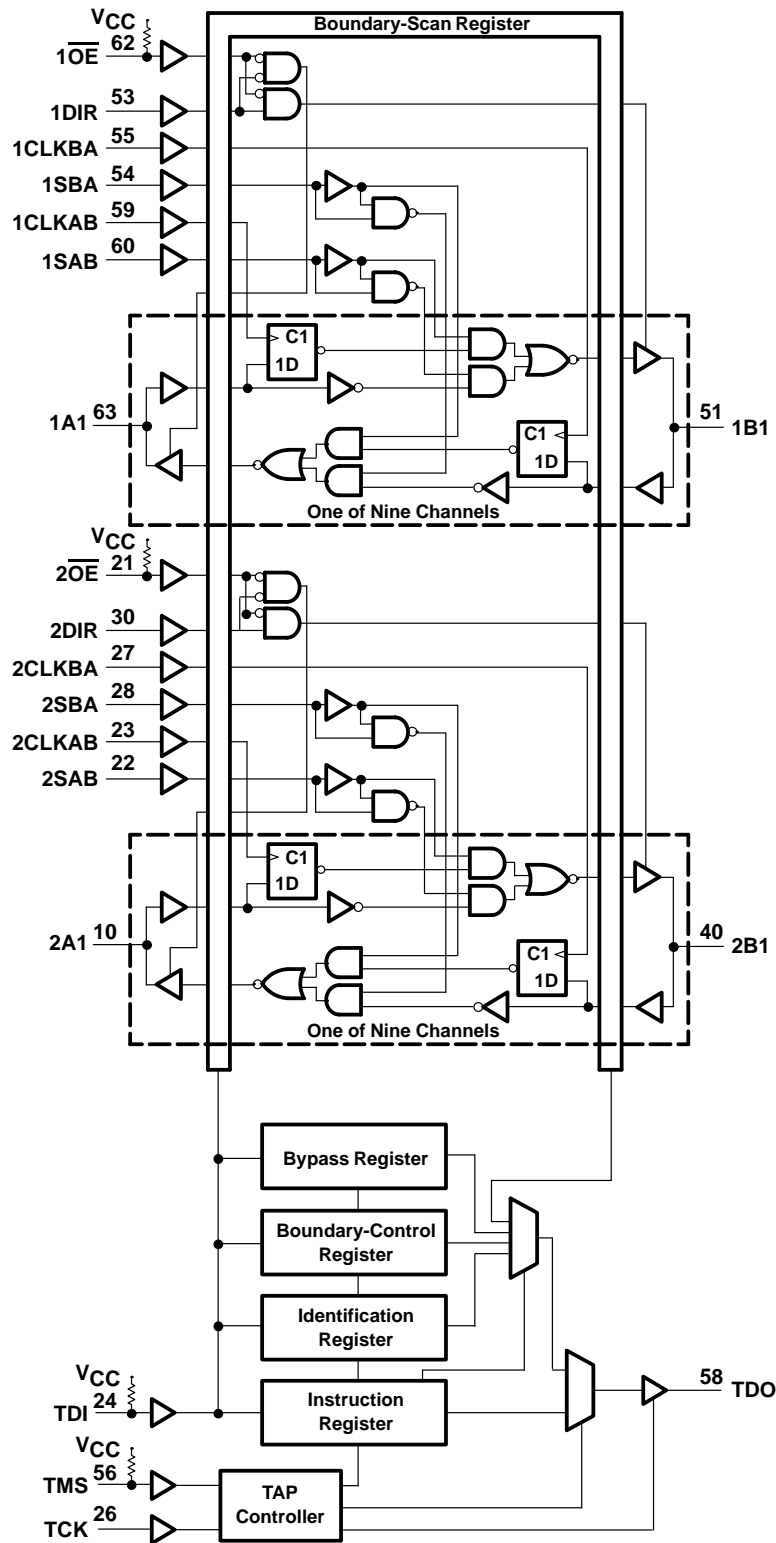 Boundary-Scan Register
VCC
1OE 62
1DIR 53
1CLKBA 55
1SBA 54
1CLKAB 59
1SAB 60
C1
1D
1A1 63
51 1B1
C1
1D
One of Nine Channels
VCC
2OE 21
2DIR 30
2CLKBA 27
2SBA 28
2CLKAB 23
2SAB 22
C1
1D
2A1 10
40 2B1
C1
1D
One of Nine Channels
Bypass Register
Boundary-Control
Register
Identification
Register
VCC
TDI 24
Instruction
Register
58 TDO
VCC
TMS 56
TAP
Controller
TCK 26